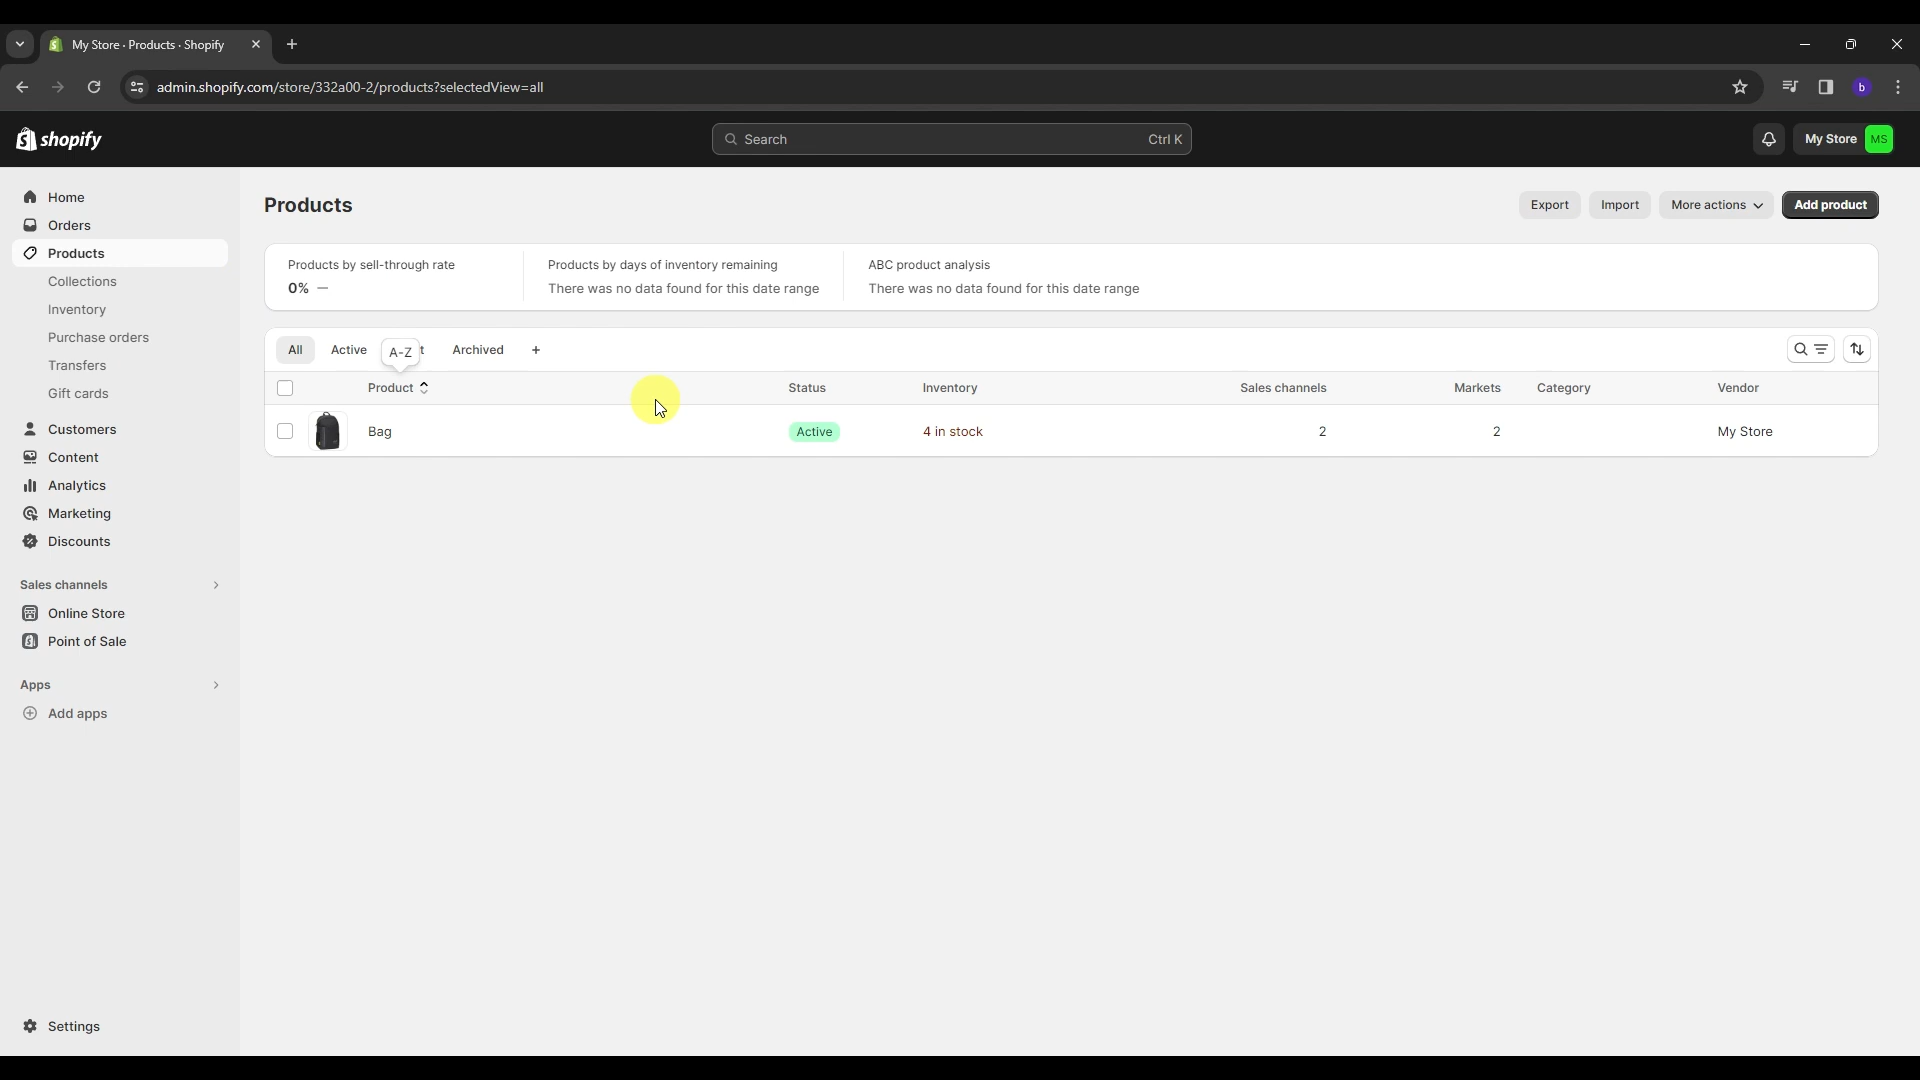 My Store · Products · Shopify
admin.shopify.com/store/332a00-2/products?selectedView=all
b
shopify
Search
Ctrl K
My Store
MS
Home
Orders
Products
Collections
Inventory
Purchase orders
Transfers
Gift cards
Customers
Content
Analytics
Marketing
Discounts
Sales channels
Online Store
Point of Sale
Apps
Add apps
Settings
Products
Export
Import
More actions
Add product
Products by sell-through rate
0% —
Products by days of inventory remaining
There was no data found for this date range
ABC product analysis
There was no data found for this date range
All
Active
A-Z
t
Archived
+
Product
Status
Inventory
Sales channels
Markets
Category
Vendor
Bag
Active
4 in stock
2
2
My Store